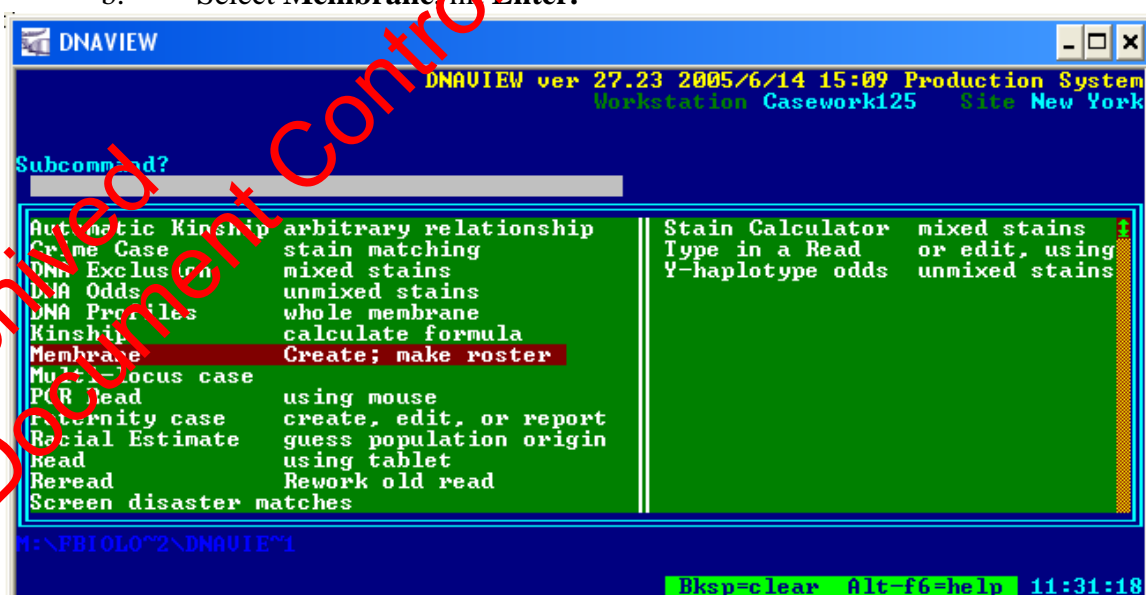 Select Membrane. Enter.
DNAVIEW
DNAVIEW ver 27.23 2005/6/14 15:09 Production System
Workstation Casework125 Site New York
Subcommand?
Automatic Kinship arbitrary relationship
Crime Case stain matching
DNA Exclusion mixed stains
DNA Odds unmixed stains
DNA Profiles whole membrane
Kinship calculate formula
Membrane Create; make roster
Multi-locus case
PCR Read using mouse
Paternity case create, edit, or report
Racial Estimate guess population origin
Read using tablet
Reread Rework old read
Screen disaster matches
Stain Calculator mixed stains
Type in a Read or edit, using
Y-haplotype odds unmixed stains
M:\FBIOLO~2\DNAVIE~1
Bksp=clear Alt-f6=help 11:31:18
Archived
Document Contro